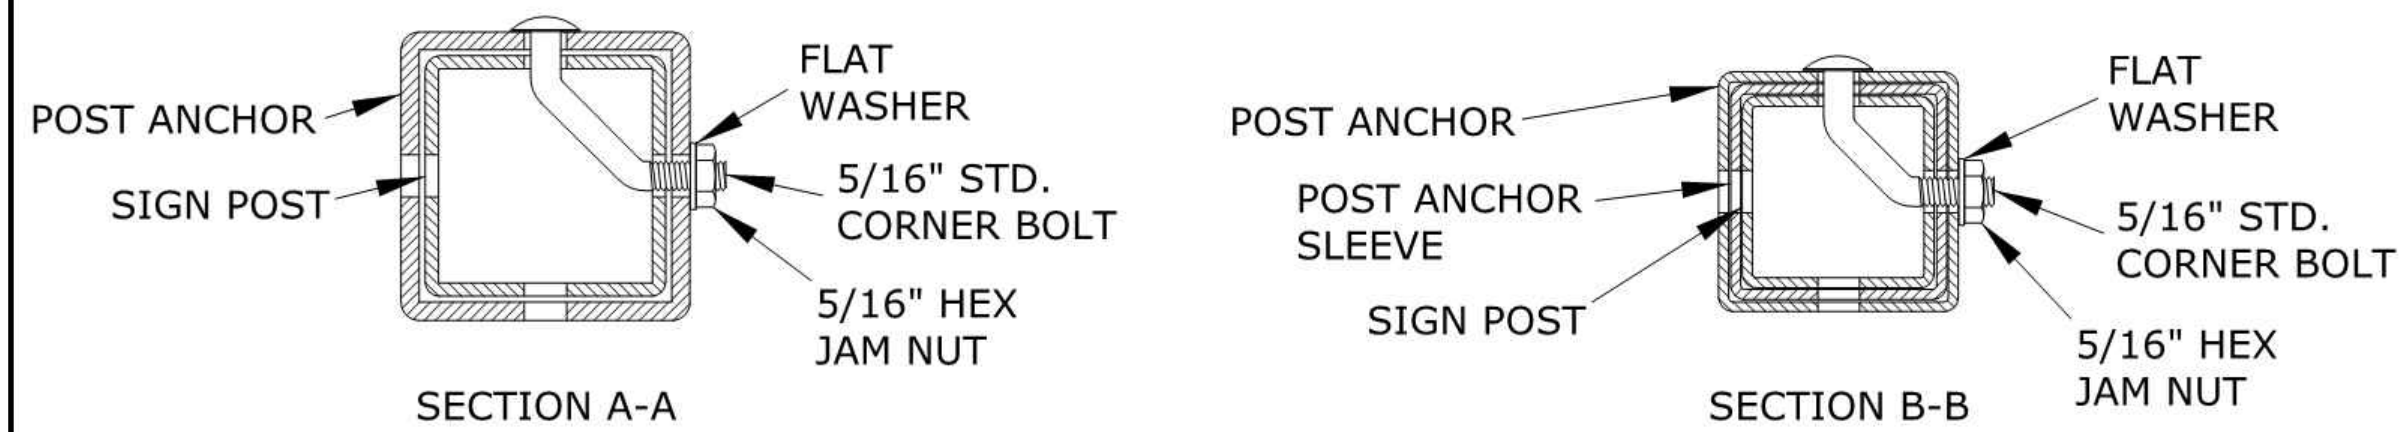 POST ANCHOR
SIGN POST
FLAT
WASHER
5/16" STD.
CORNER BOLT
5/16" HEX
JAM NUT
SECTION A-A
POST ANCHOR
POST ANCHOR
SLEEVE
SIGN POST
FLAT
WASHER
5/16" STD.
CORNER BOLT
5/16" HEX
JAM NUT
SECTION B-B